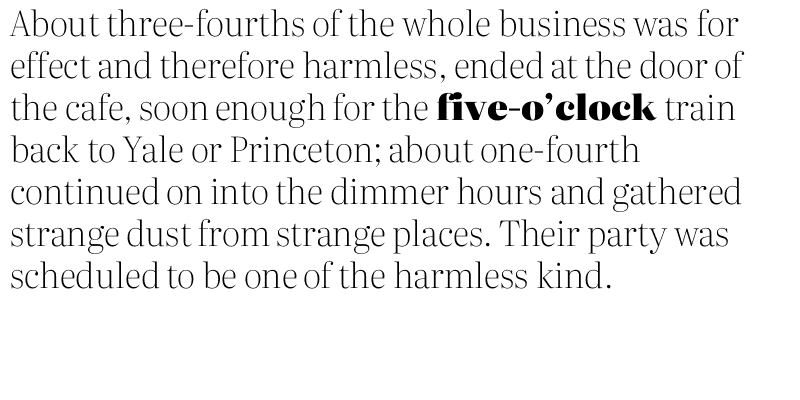 About three-fourths of the whole business was for
effect and therefore harmless, ended at the door of
the cafe, soon enough for the five-o’clock train
back to Yale or Princeton; about one-fourth
continued on into the dimmer hours and gathered
strange dust from strange places. Their party was
scheduled to be one of the harmless kind.